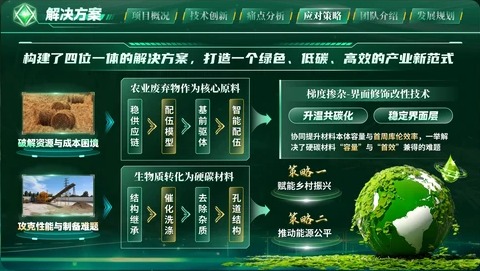 解决方案
项目概况
技术创新
痛点分析
应对策略
团队介绍
发展规划
构建了四位一体的解决方案，打造一个绿色、低碳、高效的产业新范式
破解资源与成本困境
农业废弃物作为核心原料
稳供应链
配伍模型
基前驱体
智能配伍
梯度掺杂-界面修饰改性技术
升温共碳化
稳定界面层
协同提升材料本体容量与首周库伦效率，一举解
决了硬碳材料“容量”与“首效”兼得的难题
攻克性能与制备难题
生物质转化为硬碳材料
结构继承
催化洗涤
去除杂质
孔道结构
策略一
赋能乡村振兴
策略二
推动能源公平